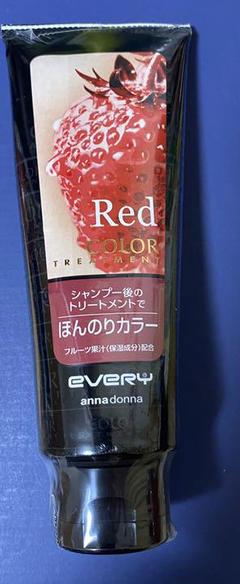 Red
COLOR
TREATMENT
シャンプー後の
トリートメントで
ほんのりカラー
フルーツ果汁(保湿成分)配合
EVERY
anna donna
COLOR